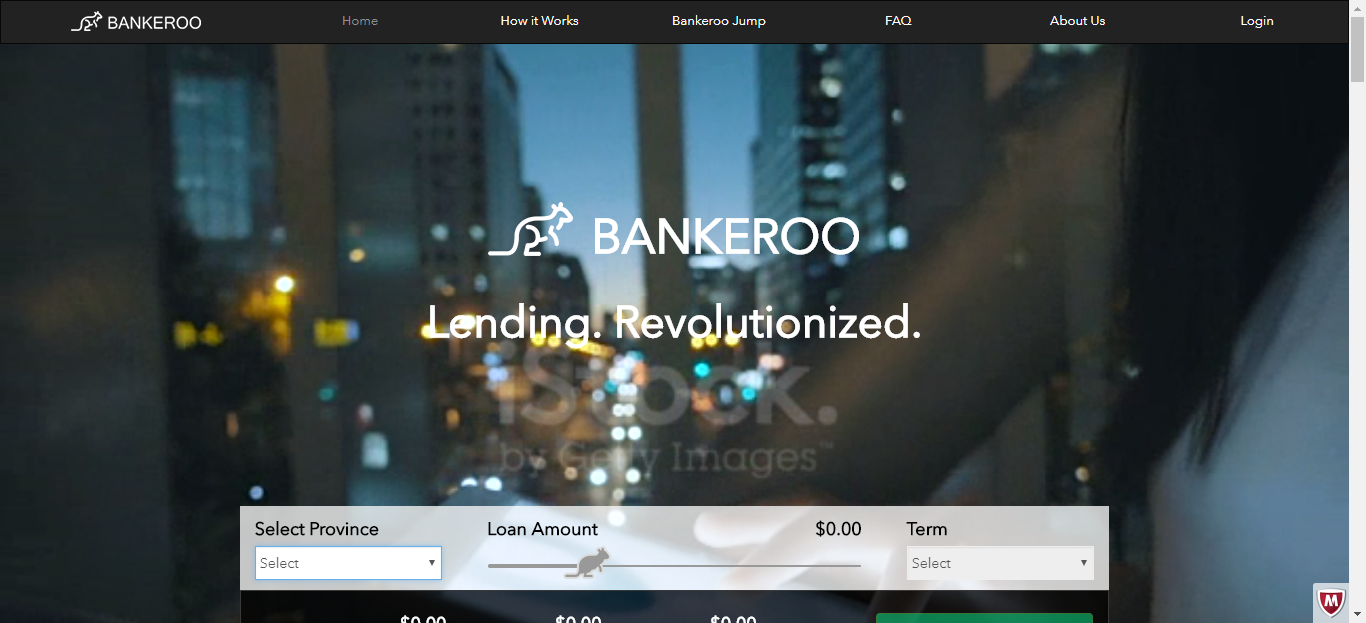 BANKEROO
Home
How it Works
Bankeroo Jump
FAQ
About Us
Login
BANKEROO
Lending. Revolutionized.
iStock.
by Getty Images™
Select Province
Loan Amount
$0.00
Term
Select
Select
$0.00
$0.00
$0.00